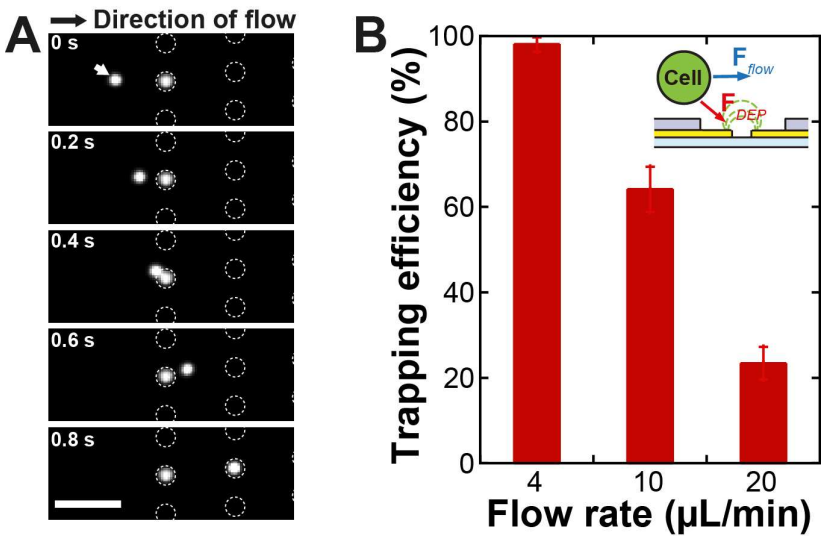 A
Direction of flow
0 s
0.2 s
0.4 s
0.6 s
0.8 s
B
Trapping efficiency (%)
100
80
60
40
20
0
4
10
20
Flow rate (µL/min)
Cell
F flow
F DEP